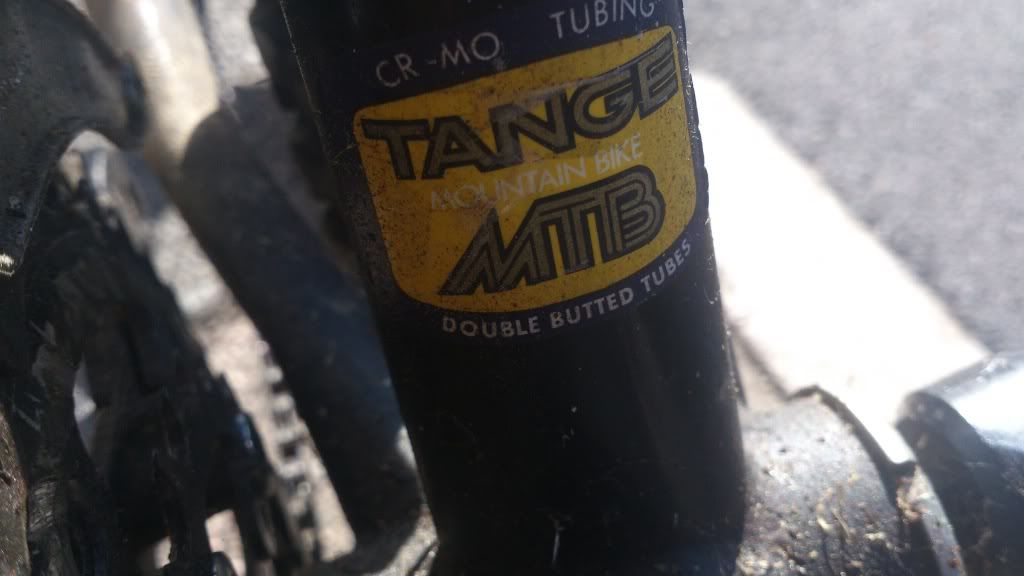 CR-MO TUBING
TANGE
MOUNTAIN BIKE
MTB
DOUBLE BUTTED TUBES